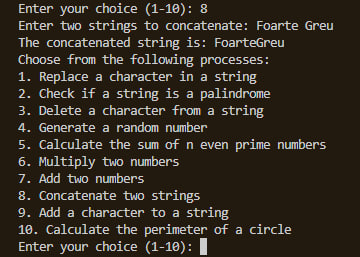 Enter your choice (1-10): 8
Enter two strings to concatenate: Foarte Greu
The concatenated string is: FoarteGreu
Choose from the following processes:
1. Replace a character in a string
2. Check if a string is a palindrome
3. Delete a character from a string
4. Generate a random number
5. Calculate the sum of n even prime numbers
6. Multiply two numbers
7. Add two numbers
8. Concatenate two strings
9. Add a character to a string
10. Calculate the perimeter of a circle
Enter your choice (1-10):